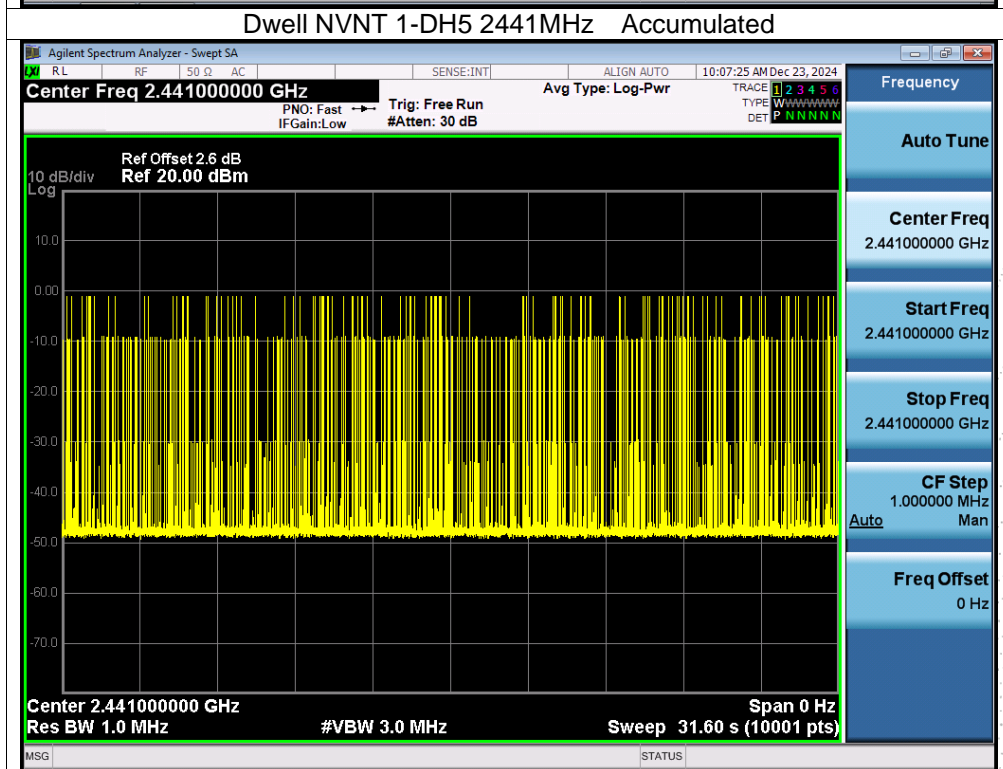 Dwell NVNT 1-DH5 2441MHz Accumulated
Agilent Spectrum Analyzer - Swept SA
LXI RL RF 50 Ω AC SENSE:INT ALIGN AUTO 10:07:25 AM Dec 23, 2024
Center Freq 2.441000000 GHz Avg Type: Log-Pwr TRACE 1 2 3 4 5 6
PNO: Fast Trig: Free Run TYPE WWWWWWW
IFGain:Low #Atten: 30 dB DET P N N N N N
Frequency
Ref Offset 2.6 dB
10 dB/div Ref 20.00 dBm
Log
10.0
0.00
-10.0
-20.0
-30.0
-40.0
-50.0
-60.0
-70.0
Center 2.441000000 GHz Span 0 Hz
Res BW 1.0 MHz #VBW 3.0 MHz Sweep 31.60 s (10001 pts)
MSG STATUS
Auto Tune
Center Freq
2.441000000 GHz
Start Freq
2.441000000 GHz
Stop Freq
2.441000000 GHz
CF Step
1.000000 MHz
Auto Man
Freq Offset
0 Hz